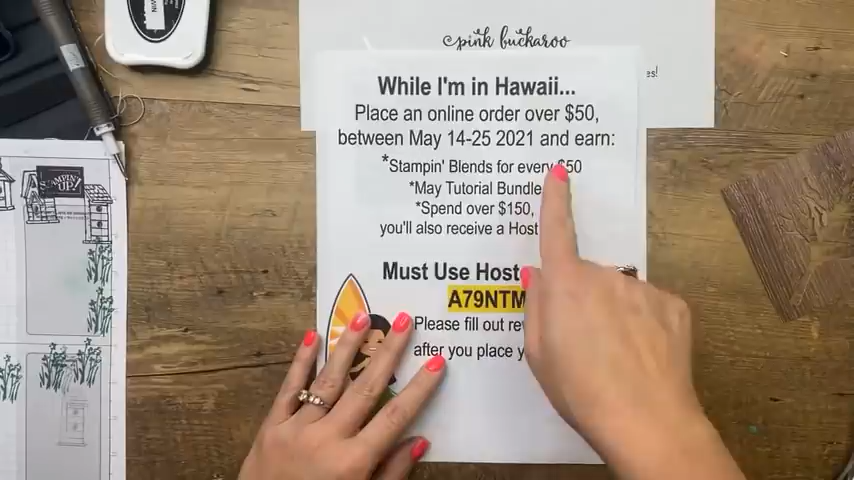 pink buckaroo
While I'm in Hawaii...
Place an online order over $50,
between May 14-25 2021 and earn:
*Stampin' Blends for every $50
*May Tutorial Bundle
*Spend over $150,
you'll also receive a Host
Must Use Host
A79NTM
Please fill out
after you place
STAMPIN' UP!